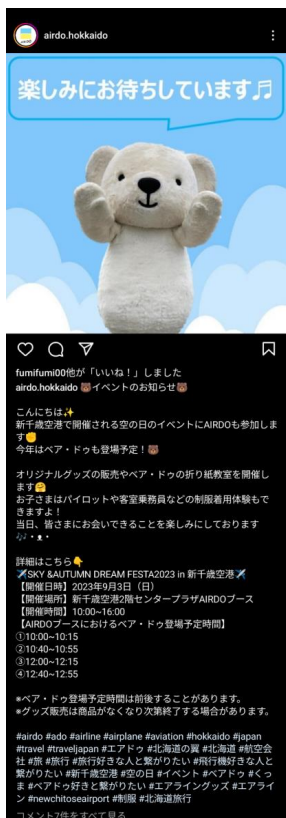 airdo.hokkaido
楽しみにお待ちしています♬
fumifumi00他が「いいね！」しました
airdo.hokkaido 🐻イベントのお知らせ🐻
こんにちは✨
新千歳空港で開催される空の日のイベントにAIRDOも参加しま
す✊
今年はベア・ドゥも登場予定！🐻
オリジナルグッズの販売やベア・ドゥの折り紙教室を開催し
ます🤗
お子さまはパイロットや客室乗務員などの制服着用体験もで
きますよ！
当日、皆さまにお会いできることを楽しみにしております
🎶・ᴥ・
詳細はこちら👇
✈️SKY &AUTUMN DREAM FESTA2023 in 新千歳空港✈️
【開催日時】2023年9月3日（日）
【開催場所】新千歳空港2階センタープラザAIRDOブース
【開催時間】10:00~16:00
【AIRDOブースにおけるベア・ドゥ登場予定時間】
①10:00~10:15
②10:40~10:55
③12:00~12:15
④12:40~12:55
※ベア・ドゥ登場予定時間は前後することがあります。
※グッズ販売は商品がなくなり次第終了する場合があります。
#airdo #ado #airline #airplane #aviation #hokkaido #japan
#travel #traveljapan #エアドゥ #北海道の翼 #北海道 #航空会
社 #旅 #旅行 #旅行好きな人と繋がりたい #飛行機好きな人と
繋がりたい #新千歳空港 #空の日 #イベント #ベアドゥ #くっ
ま #ベアドゥ好きと繋がりたい #エアライングッズ #エアライ
ン #newchitoseairport #制服 #北海道旅行
コメント7件をすべて見る